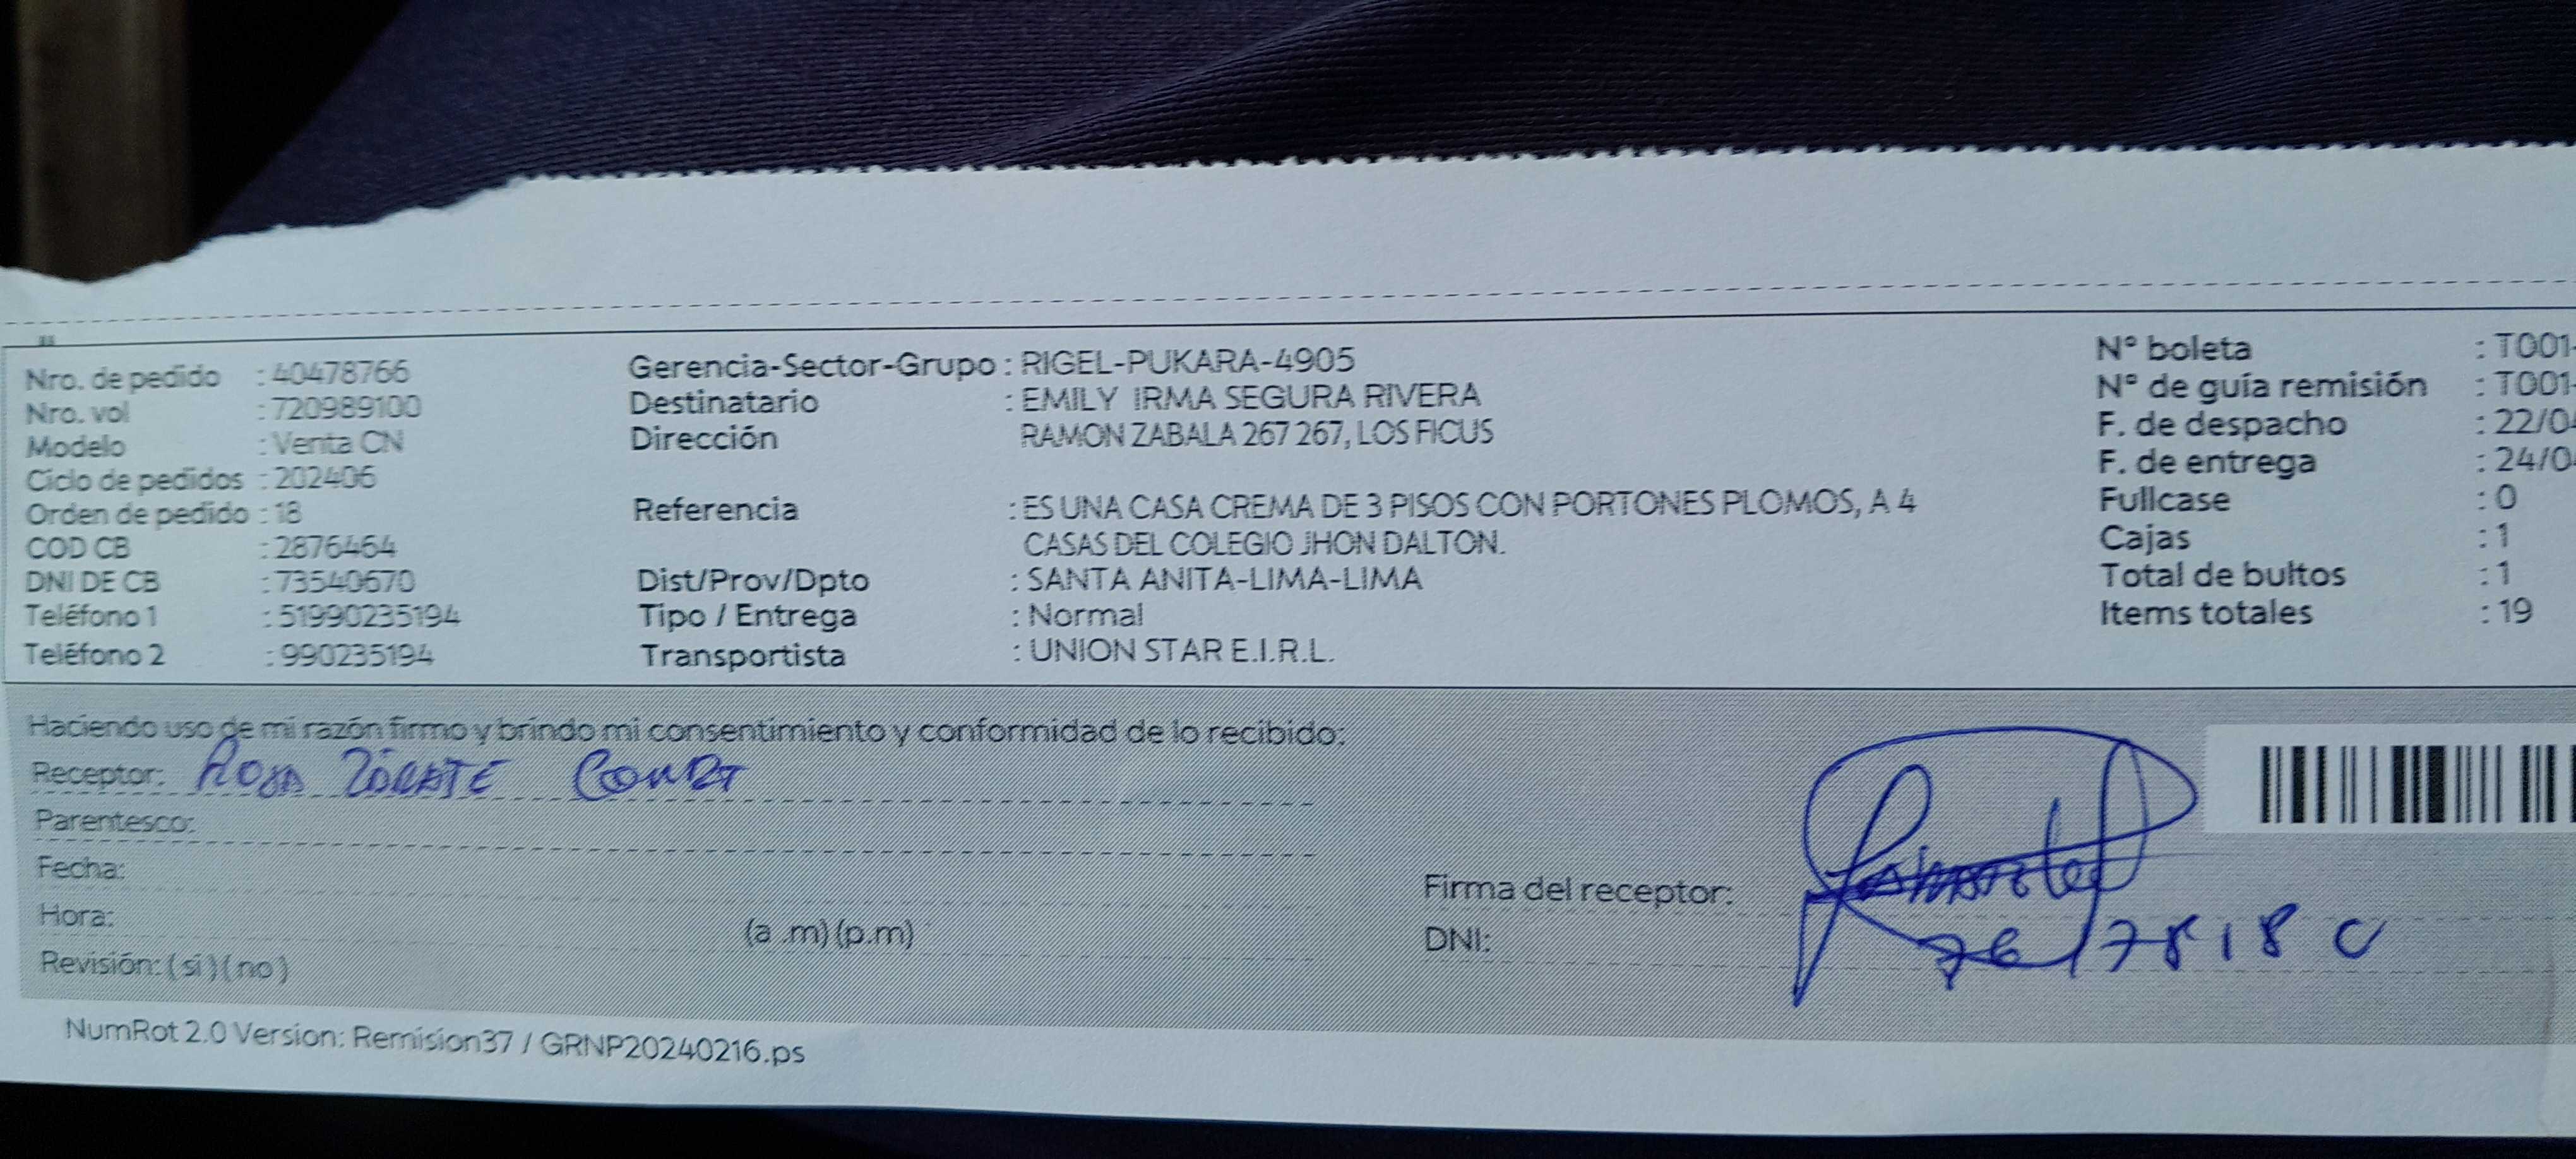 Nro. de pedido : 40478766
Nro. vol : 720989100
Modelo : Venta CN
Ciclo de pedidos : 202406
Orden de pedido : 18
COD CB : 2876464
DNI DE CB : 73540670
Teléfono 1 : 51990235194
Teléfono 2 : 990235194
Gerencia-Sector-Grupo : RIGEL-PUKARA-4905
Destinatario : EMILY IRMA SEGURA RIVERA
Dirección RAMON ZABALA 267 267, LOS FICUS
Referencia : ES UNA CASA CREMA DE 3 PISOS CON PORTONES PLOMOS, A 4
CASAS DEL COLEGIO JHON DALTON.
Dist/Prov/Dpto : SANTA ANITA-LIMA-LIMA
Tipo / Entrega : Normal
Transportista : UNION STAR E.I.R.L.
N° boleta : T001-
N° de guía remisión : T001-
F. de despacho : 22/04
F. de entrega : 24/04
Fullcase : 0
Cajas : 1
Total de bultos : 1
Items totales : 19
Haciendo uso de mi razón firmo y brindo mi consentimiento y conformidad de lo recibido:
Receptor: ROSA ZÁRATE
Parentesco:
Fecha:
Hora: (a .m) (p.m)
Revisión: ( si ) ( no )
Firma del receptor:
DNI:
NumRot 2.0 Version: Remision37 / GRNP20240216.ps